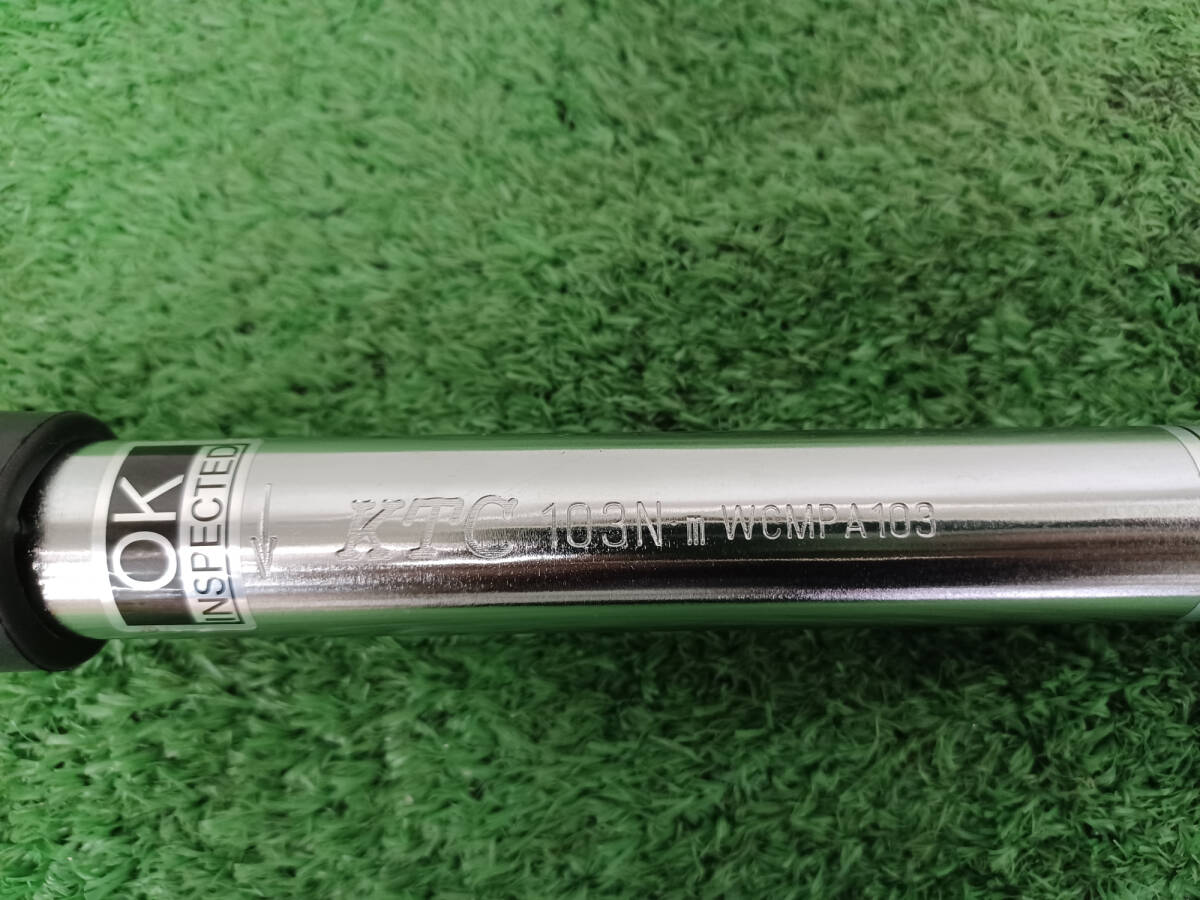 OK
INSPECTED
KTC 103N·m WCMPA103